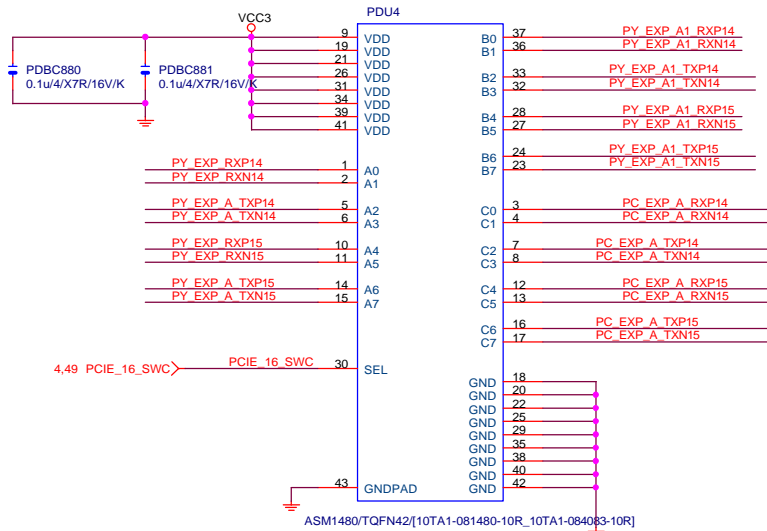 VCC3
PDU4
PDBC880
0.1u/4/X7R/16V/K
PDBC881
0.1u/4/X7R/16V/K
9 VDD
19 VDD
21 VDD
26 VDD
31 VDD
34 VDD
39 VDD
41 VDD
PY_EXP_RXP14 1 A0
PY_EXP_RXN14 2 A1
PY_EXP_A_TXP14 5 A2
PY_EXP_A_TXN14 6 A3
PY_EXP_RXP15 10 A4
PY_EXP_RXN15 11 A5
PY_EXP_A_TXP15 14 A6
PY_EXP_A_TXN15 15 A7
4,49 PCIE_16_SWC PCIE_16_SWC 30 SEL
43 GNDPAD
B0 37 PY_EXP_A1_RXP14
B1 36 PY_EXP_A1_RXN14
B2 33 PY_EXP_A1_TXP14
B3 32 PY_EXP_A1_TXN14
B4 28 PY_EXP_A1_RXP15
B5 27 PY_EXP_A1_RXN15
B6 24 PY_EXP_A1_TXP15
B7 23 PY_EXP_A1_TXN15
C0 3 PC_EXP_A_RXP14
C1 4 PC_EXP_A_RXN14
C2 7 PC_EXP_A_TXP14
C3 8 PC_EXP_A_TXN14
C4 12 PC_EXP_A_RXP15
C5 13 PC_EXP_A_RXN15
C6 16 PC_EXP_A_TXP15
C7 17 PC_EXP_A_TXN15
GND 18
GND 20
GND 22
GND 25
GND 29
GND 35
GND 38
GND 40
GND 42
ASM1480/TQFN42/[10TA1-081480-10R_10TA1-084083-10R]